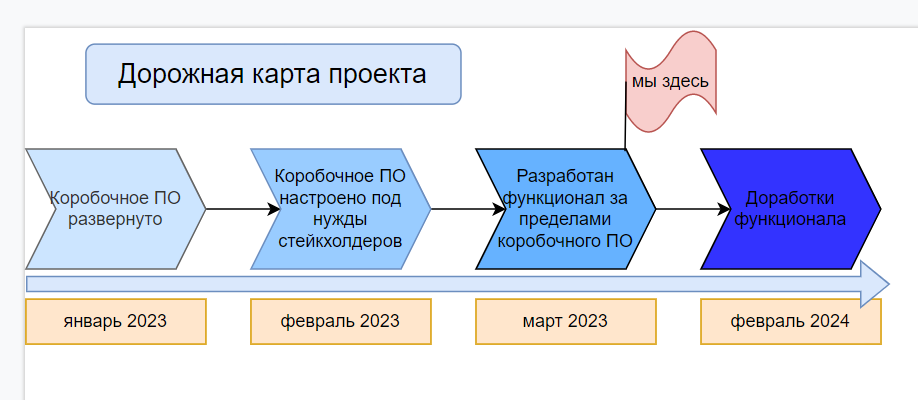 Дорожная карта проекта
мы здесь
Коробочное ПО
развернуто
Коробочное ПО
настроено под
нужды
стейкхолдеров
Разработан
функционал за
пределами
коробочного ПО
Доработки
функционала
январь 2023
февраль 2023
март 2023
февраль 2024